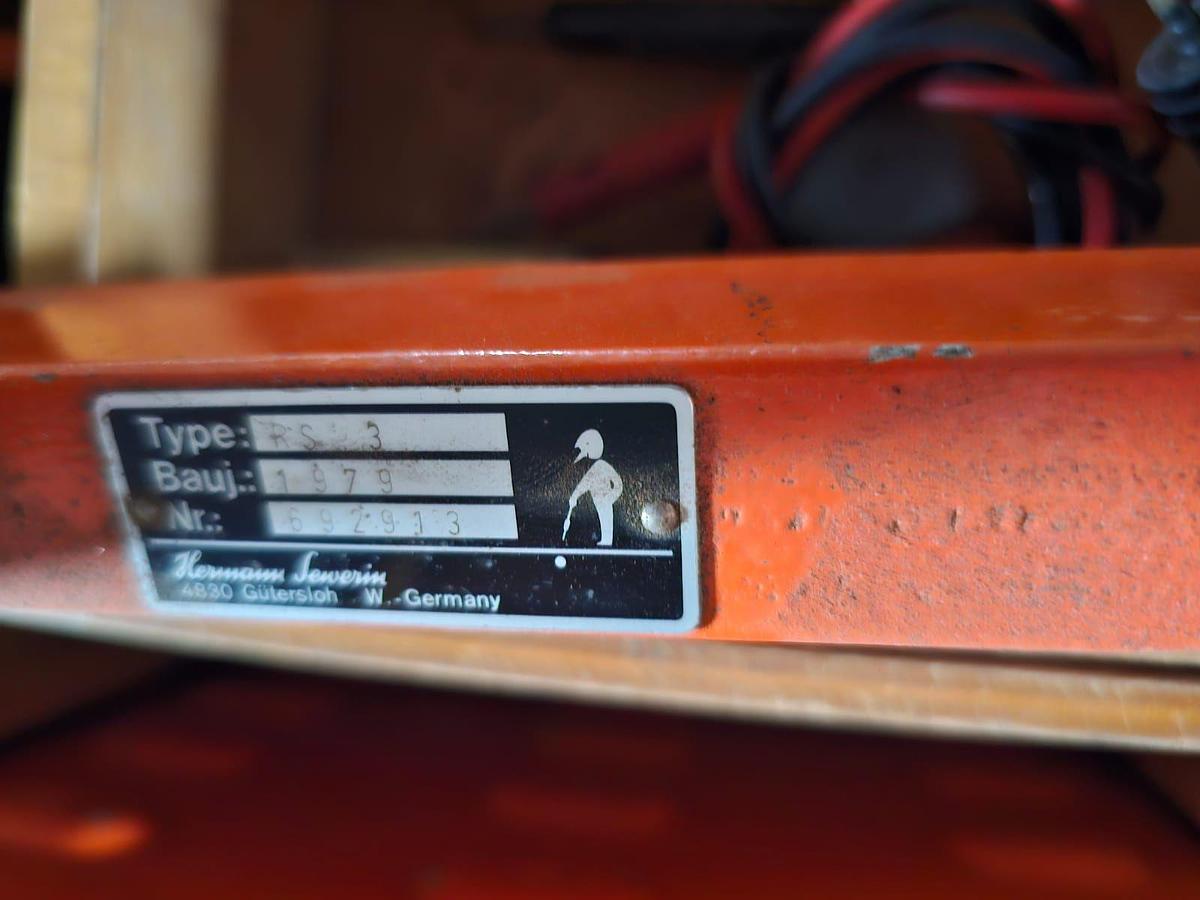 Type: RS 3
Bauj.: 1979
Nr.: 692913
Hermann Sewerin
4830 Gütersloh W.-Germany